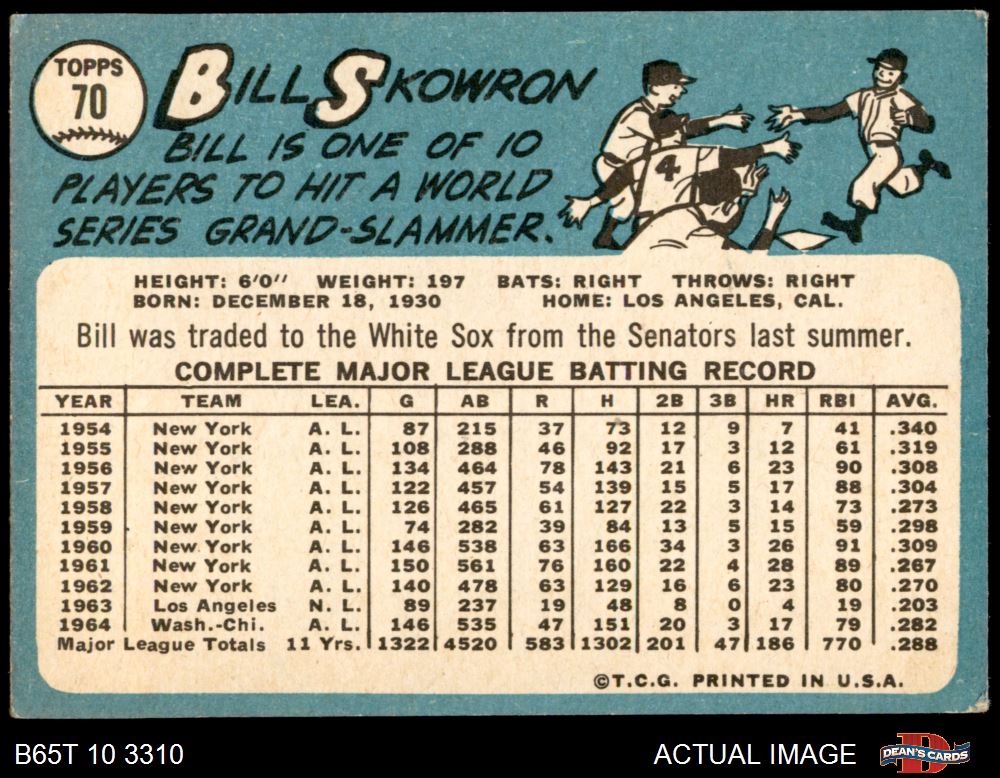 TOPPS
70
BILL SKOWRON
BILL IS ONE OF 10
PLAYERS TO HIT A WORLD
SERIES GRAND-SLAMMER.
4
HEIGHT: 6'0" WEIGHT: 197 BATS: RIGHT THROWS: RIGHT
BORN: DECEMBER 18, 1930 HOME: LOS ANGELES, CAL.
Bill was traded to the White Sox from the Senators last summer.
COMPLETE MAJOR LEAGUE BATTING RECORD
YEAR TEAM LEA. G AB R H 2B 3B HR RBI AVG.
1954 New York A. L. 87 215 37 73 12 9 7 41 .340
1955 New York A. L. 108 288 46 92 17 3 12 61 .319
1956 New York A. L. 134 464 78 143 21 6 23 90 .308
1957 New York A. L. 122 457 54 139 15 5 17 88 .304
1958 New York A. L. 126 465 61 127 22 3 14 73 .273
1959 New York A. L. 74 282 39 84 13 5 15 59 .298
1960 New York A. L. 146 538 63 166 34 3 26 91 .309
1961 New York A. L. 150 561 76 160 22 4 28 89 .267
1962 New York A. L. 140 478 63 129 16 6 23 80 .270
1963 Los Angeles N. L. 89 237 19 48 8 0 4 19 .203
1964 Wash.-Chi. A. L. 146 535 47 151 20 3 17 79 .282
Major League Totals 11 Yrs. 1322 4520 583 1302 201 47 186 770 .288
©T.C.G. PRINTED IN U.S.A.
B65T 10 3310 ACTUAL IMAGE DEAN'S CARDS